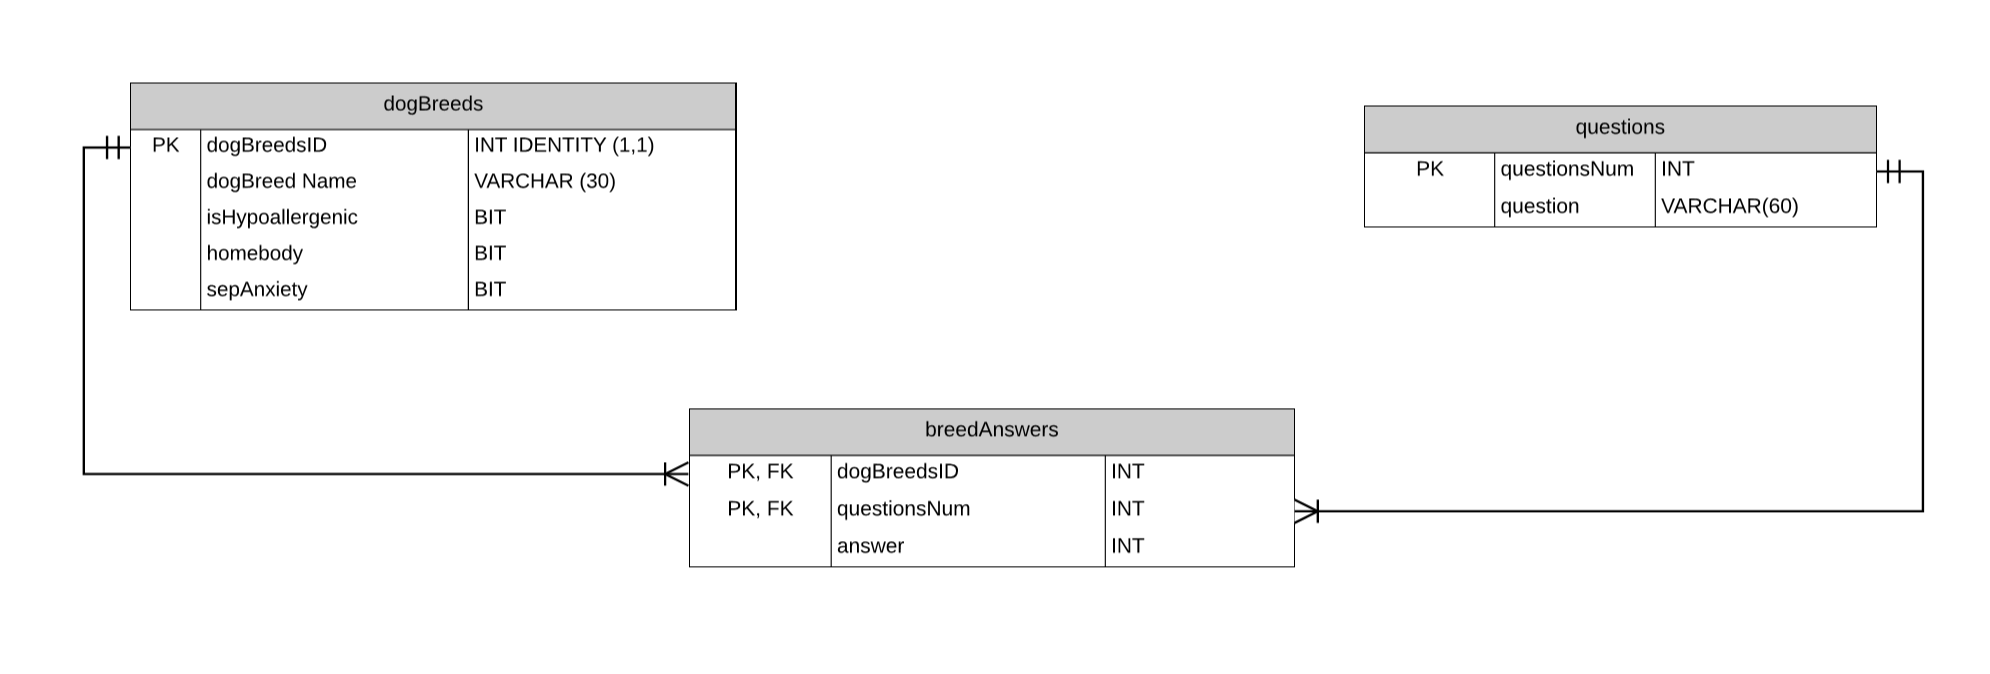 dogBreeds
PK dogBreedsID INT IDENTITY (1,1)
dogBreed Name VARCHAR (30)
isHypoallergenic BIT
homebody BIT
sepAnxiety BIT
questions
PK questionsNum INT
question VARCHAR(60)
breedAnswers
PK, FK dogBreedsID INT
PK, FK questionsNum INT
answer INT